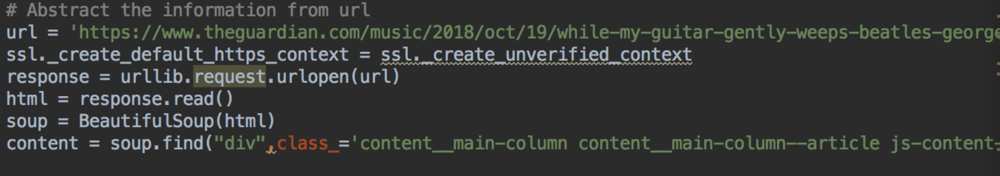 # Abstract the information from url
url = 'https://www.theguardian.com/music/2018/oct/19/while-my-guitar-gently-weeps-beatles-george
ssl._create_default_https_context = ssl._create_unverified_context
response = urllib.request.urlopen(url)
html = response.read()
soup = BeautifulSoup(html)
content = soup.find("div",class_='content__main-column content__main-column--article js-content-